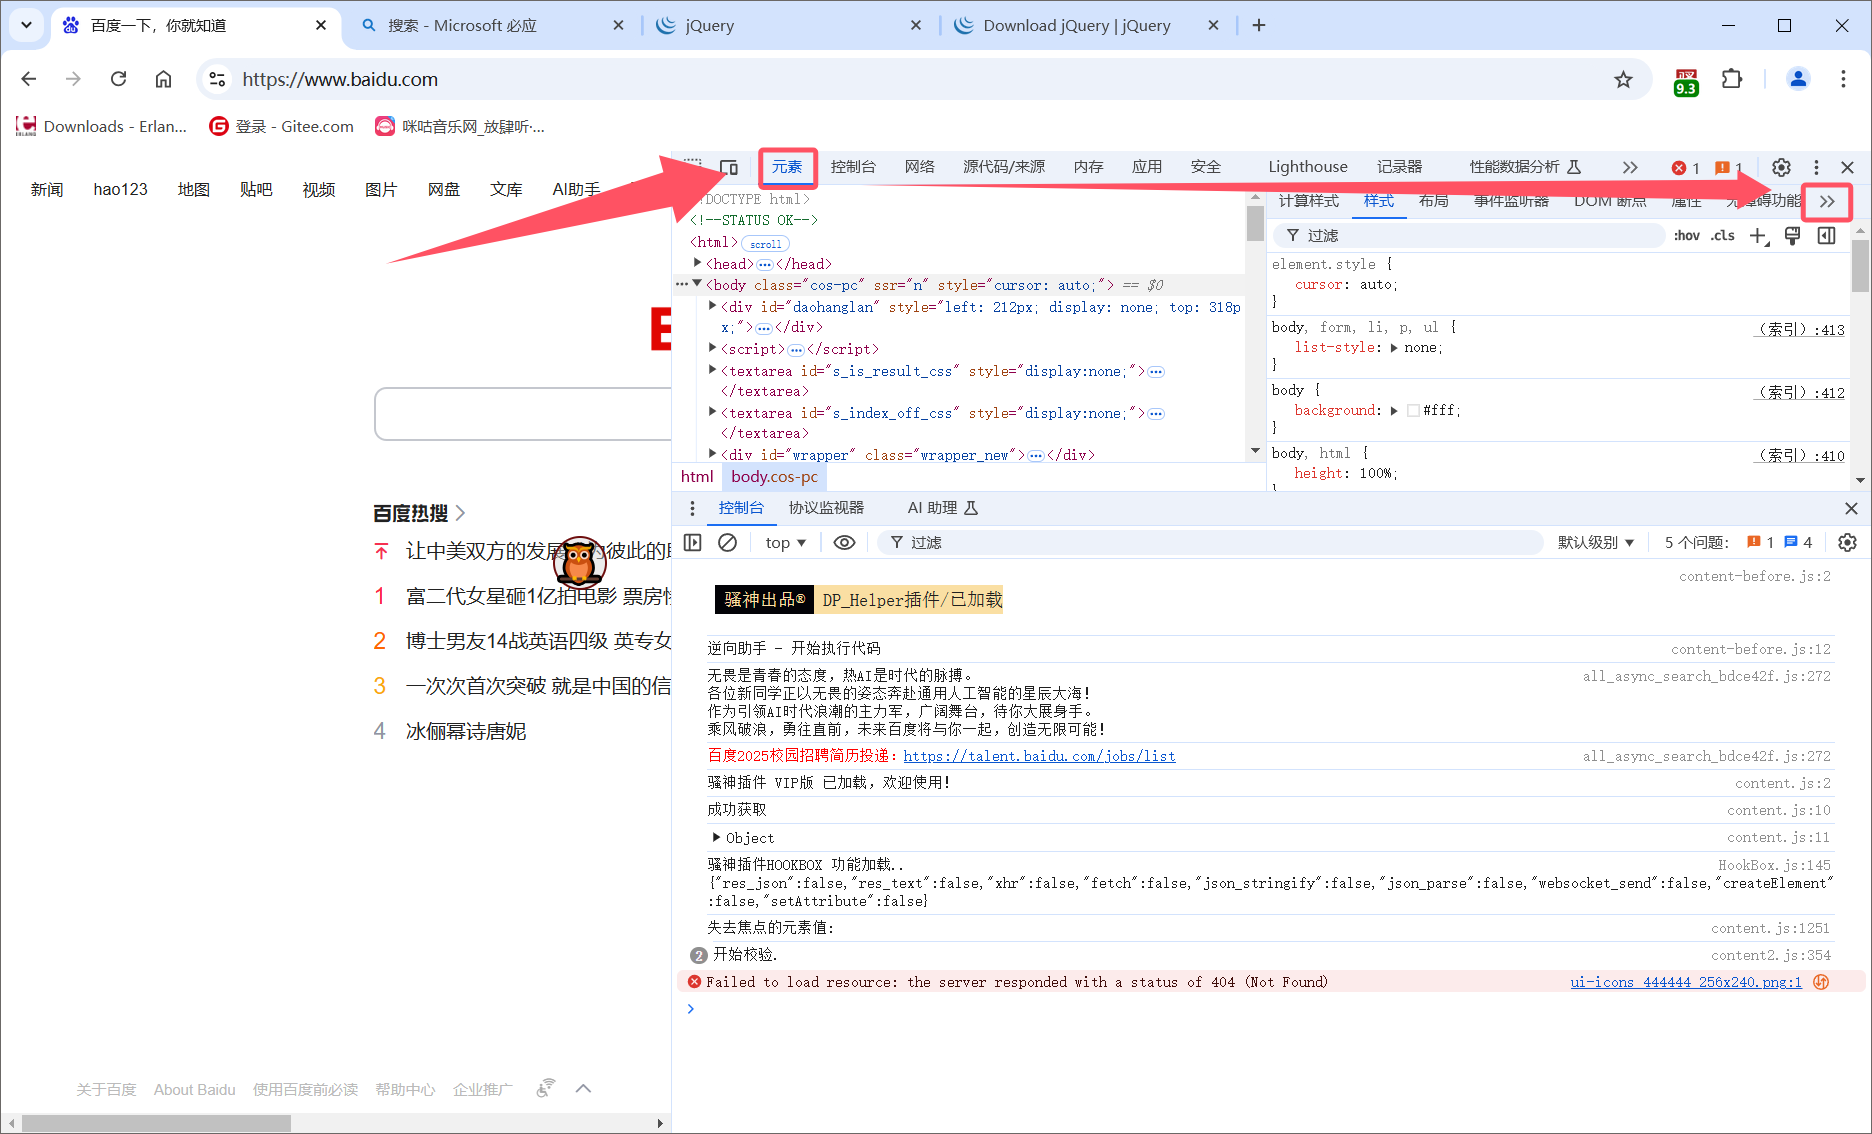 百度一下，你就知道
搜索 - Microsoft 必应
jQuery
Download jQuery | jQuery
https://www.baidu.com
9.3
Downloads - Erlan...
登录 - Gitee.com
咪咕音乐网_放肆听·...
新闻 hao123 地图 贴吧 视频 图片 网盘 文库 AI助手
元素 控制台 网络 源代码/来源 内存 应用 安全 Lighthouse 记录器 性能数据分析 1 1
!DOCTYPE html>
<!--STATUS OK-->
<html> scroll
<head> </head>
<body class="cos-pc" ssr="n" style="cursor: auto;"> == $0
<div id="daohanglan" style="left: 212px; display: none; top: 318p
x;"> </div>
<script> </script>
<textarea id="s_is_result_css" style="display:none;">
</textarea>
<textarea id="s_index_off_css" style="display:none;">
</textarea>
<div id="wrapper" class="wrapper_new"> </div>
html body.cos-pc
计算样式 样式 布局 事件监听器 DOM 断点 属性 无障碍功能
过滤 :hov .cls
element.style {
cursor: auto;
}
body, form, li, p, ul { (索引):413
list-style: none;
}
body { (索引):412
background: #fff;
}
body, html { (索引):410
height: 100%;
}
百度热搜
让中美双方的发展 为彼此的
1 富二代女星砸1亿拍电影 票房
2 博士男友14战英语四级 英专女
3 一次次首次突破 就是中国的信
4 冰俪幂诗唐妮
控制台 协议监视器 AI 助理
top 过滤 默认级别 5 个问题: 1 4
content-before.js:2
骚神出品® DP_Helper插件/已加载
逆向助手 - 开始执行代码 content-before.js:12
无畏是青春的态度，热AI是时代的脉搏。 all_async_search_bdce42f.js:272
各位新同学正以无畏的姿态奔赴通用人工智能的星辰大海！
作为引领AI时代浪潮的主力军，广阔舞台，待你大展身手。
乘风破浪，勇往直前，未来百度将与你一起，创造无限可能！
百度2025校园招聘简历投递：https://talent.baidu.com/jobs/list all_async_search_bdce42f.js:272
骚神插件 VIP版 已加载，欢迎使用！ content.js:2
成功获取 content.js:10
Object content.js:11
骚神插件HOOKBOX 功能加载.. HookBox.js:145
{"res_json":false,"res_text":false,"xhr":false,"fetch":false,"json_stringify":false,"json_parse":false,"websocket_send":false,"createElement"
:false,"setAttribute":false}
失去焦点的元素值: content.js:1251
2 开始校验. content2.js:354
Failed to load resource: the server responded with a status of 404 (Not Found) ui-icons_444444_256x240.png:1
关于百度 About Baidu 使用百度前必读 帮助中心 企业推广